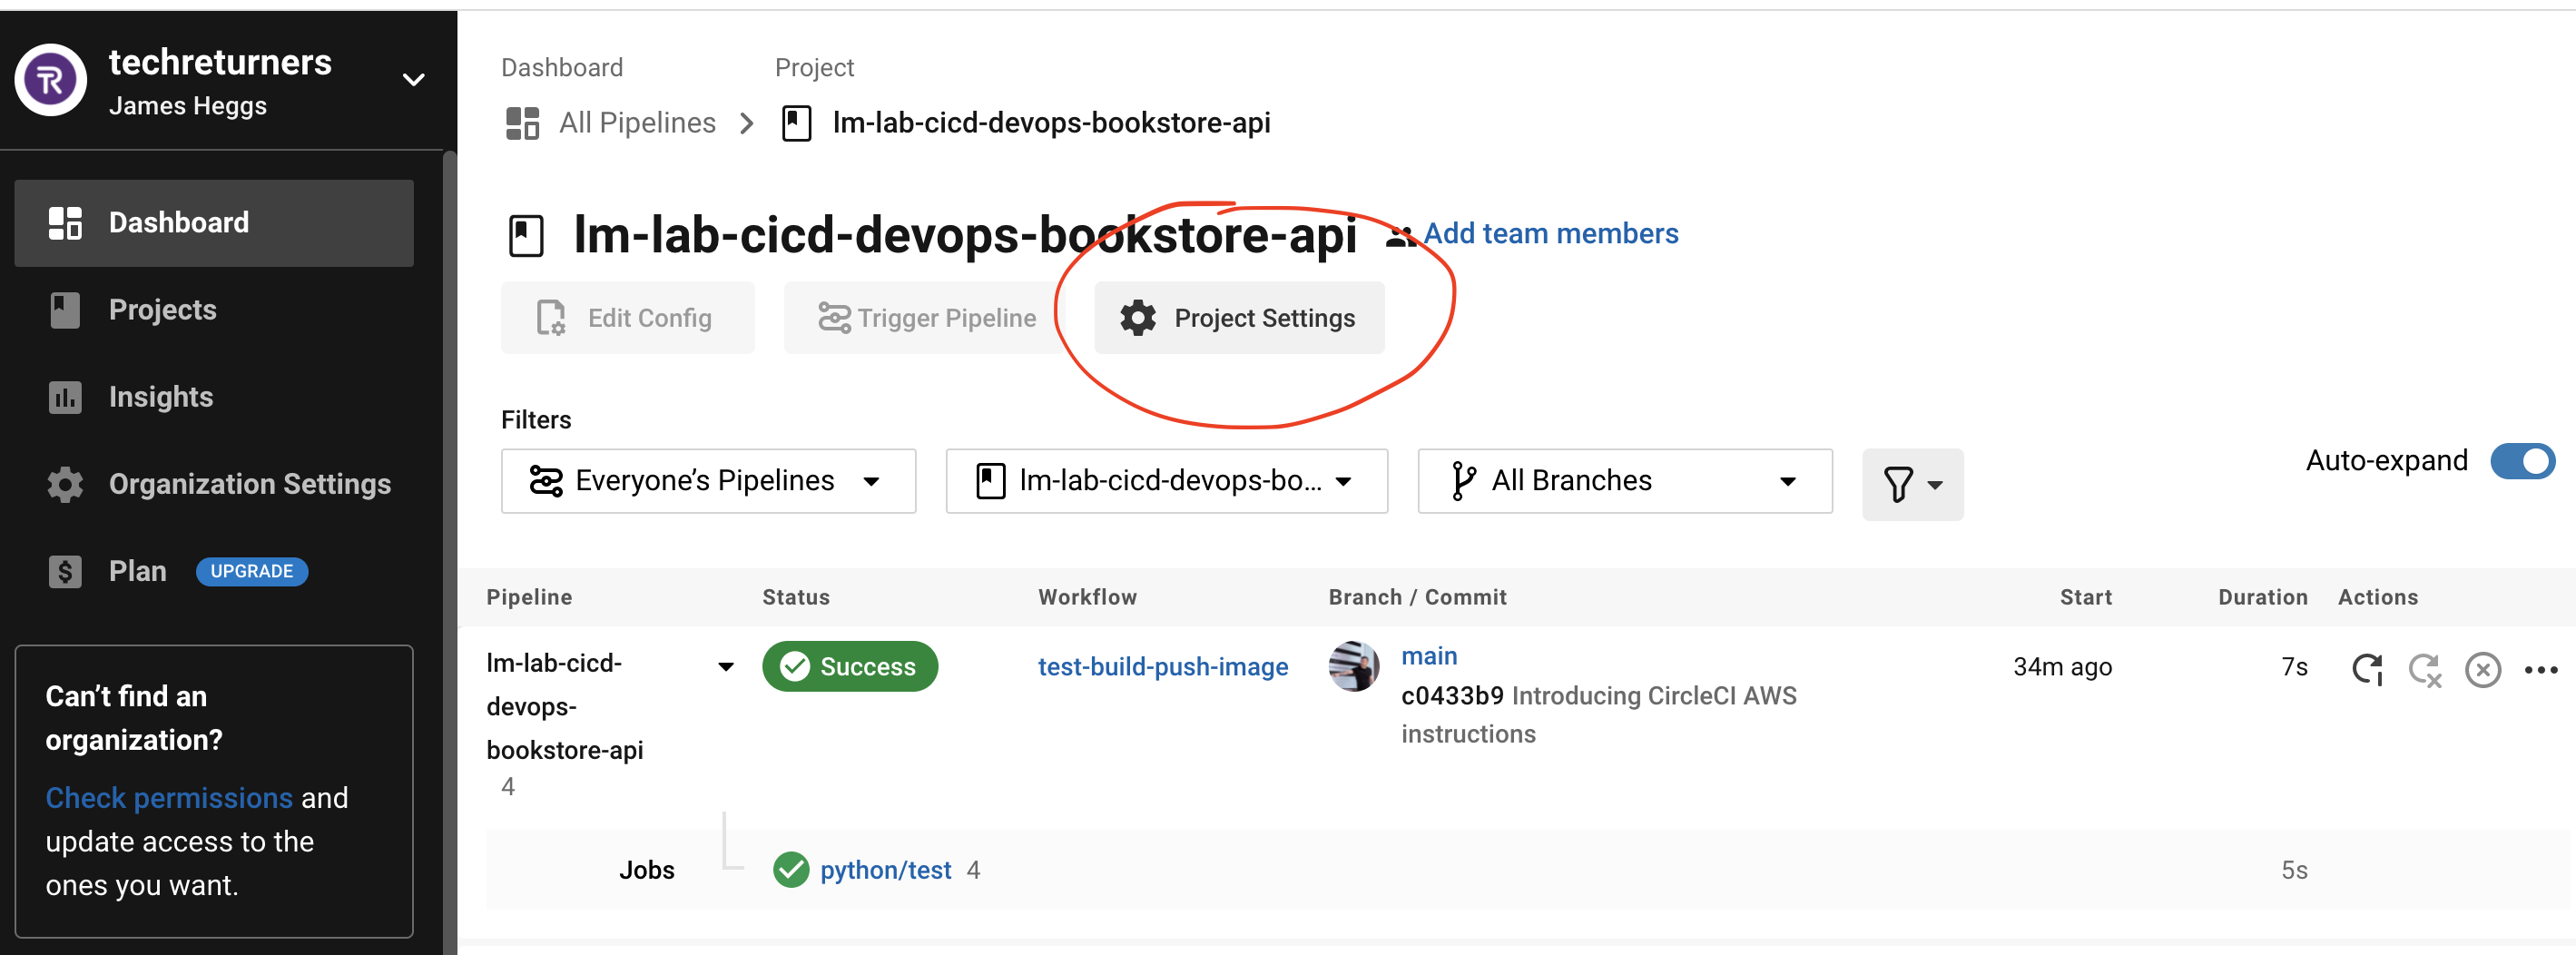 techreturners
James Heggs
Dashboard
Projects
Insights
Organization Settings
Plan UPGRADE
Can’t find an
organization?
Check permissions and
update access to the
ones you want.
Dashboard Project
All Pipelines lm-lab-cicd-devops-bookstore-api
lm-lab-cicd-devops-bookstore-api Add team members
Edit Config Trigger Pipeline Project Settings
Filters
Everyone’s Pipelines lm-lab-cicd-devops-bo... All Branches Auto-expand
Pipeline Status Workflow Branch / Commit Start Duration Actions
lm-lab-cicd-
devops-
bookstore-api
4
Success test-build-push-image main 34m ago 7s
c0433b9 Introducing CircleCI AWS
instructions
Jobs python/test 4 5s